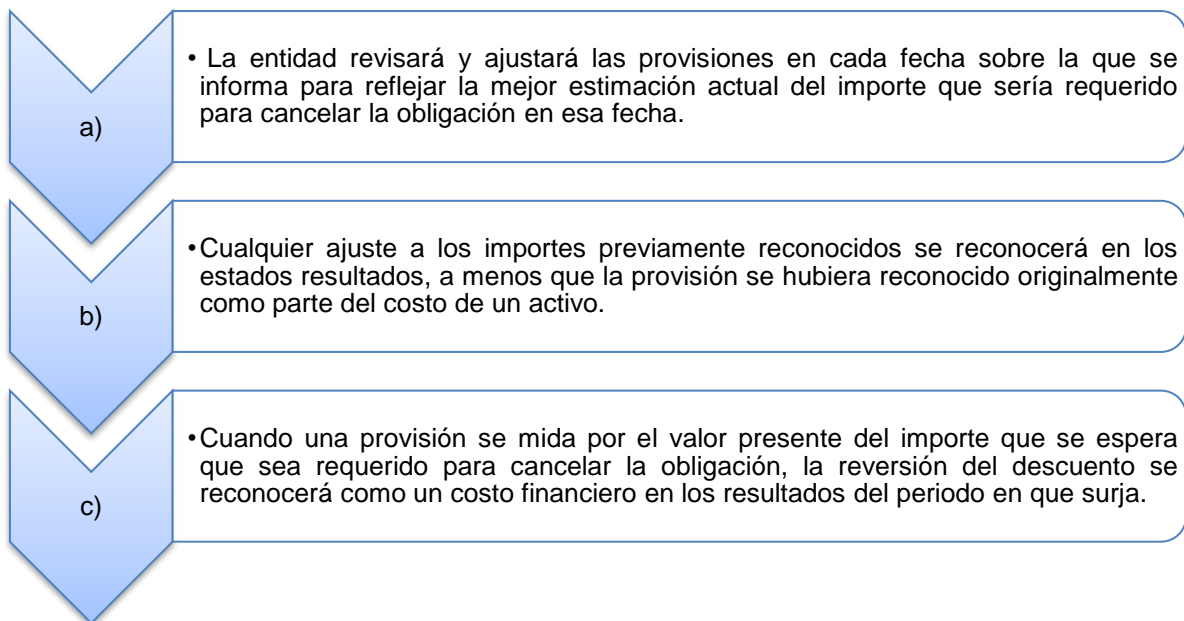 a)
• La entidad revisará y ajustará las provisiones en cada fecha sobre la que se
informa para reflejar la mejor estimación actual del importe que sería requerido
para cancelar la obligación en esa fecha.
b)
•Cualquier ajuste a los importes previamente reconocidos se reconocerá en los
estados resultados, a menos que la provisión se hubiera reconocido originalmente
como parte del costo de un activo.
c)
•Cuando una provisión se mida por el valor presente del importe que se espera
que sea requerido para cancelar la obligación, la reversión del descuento se
reconocerá como un costo financiero en los resultados del periodo en que surja.